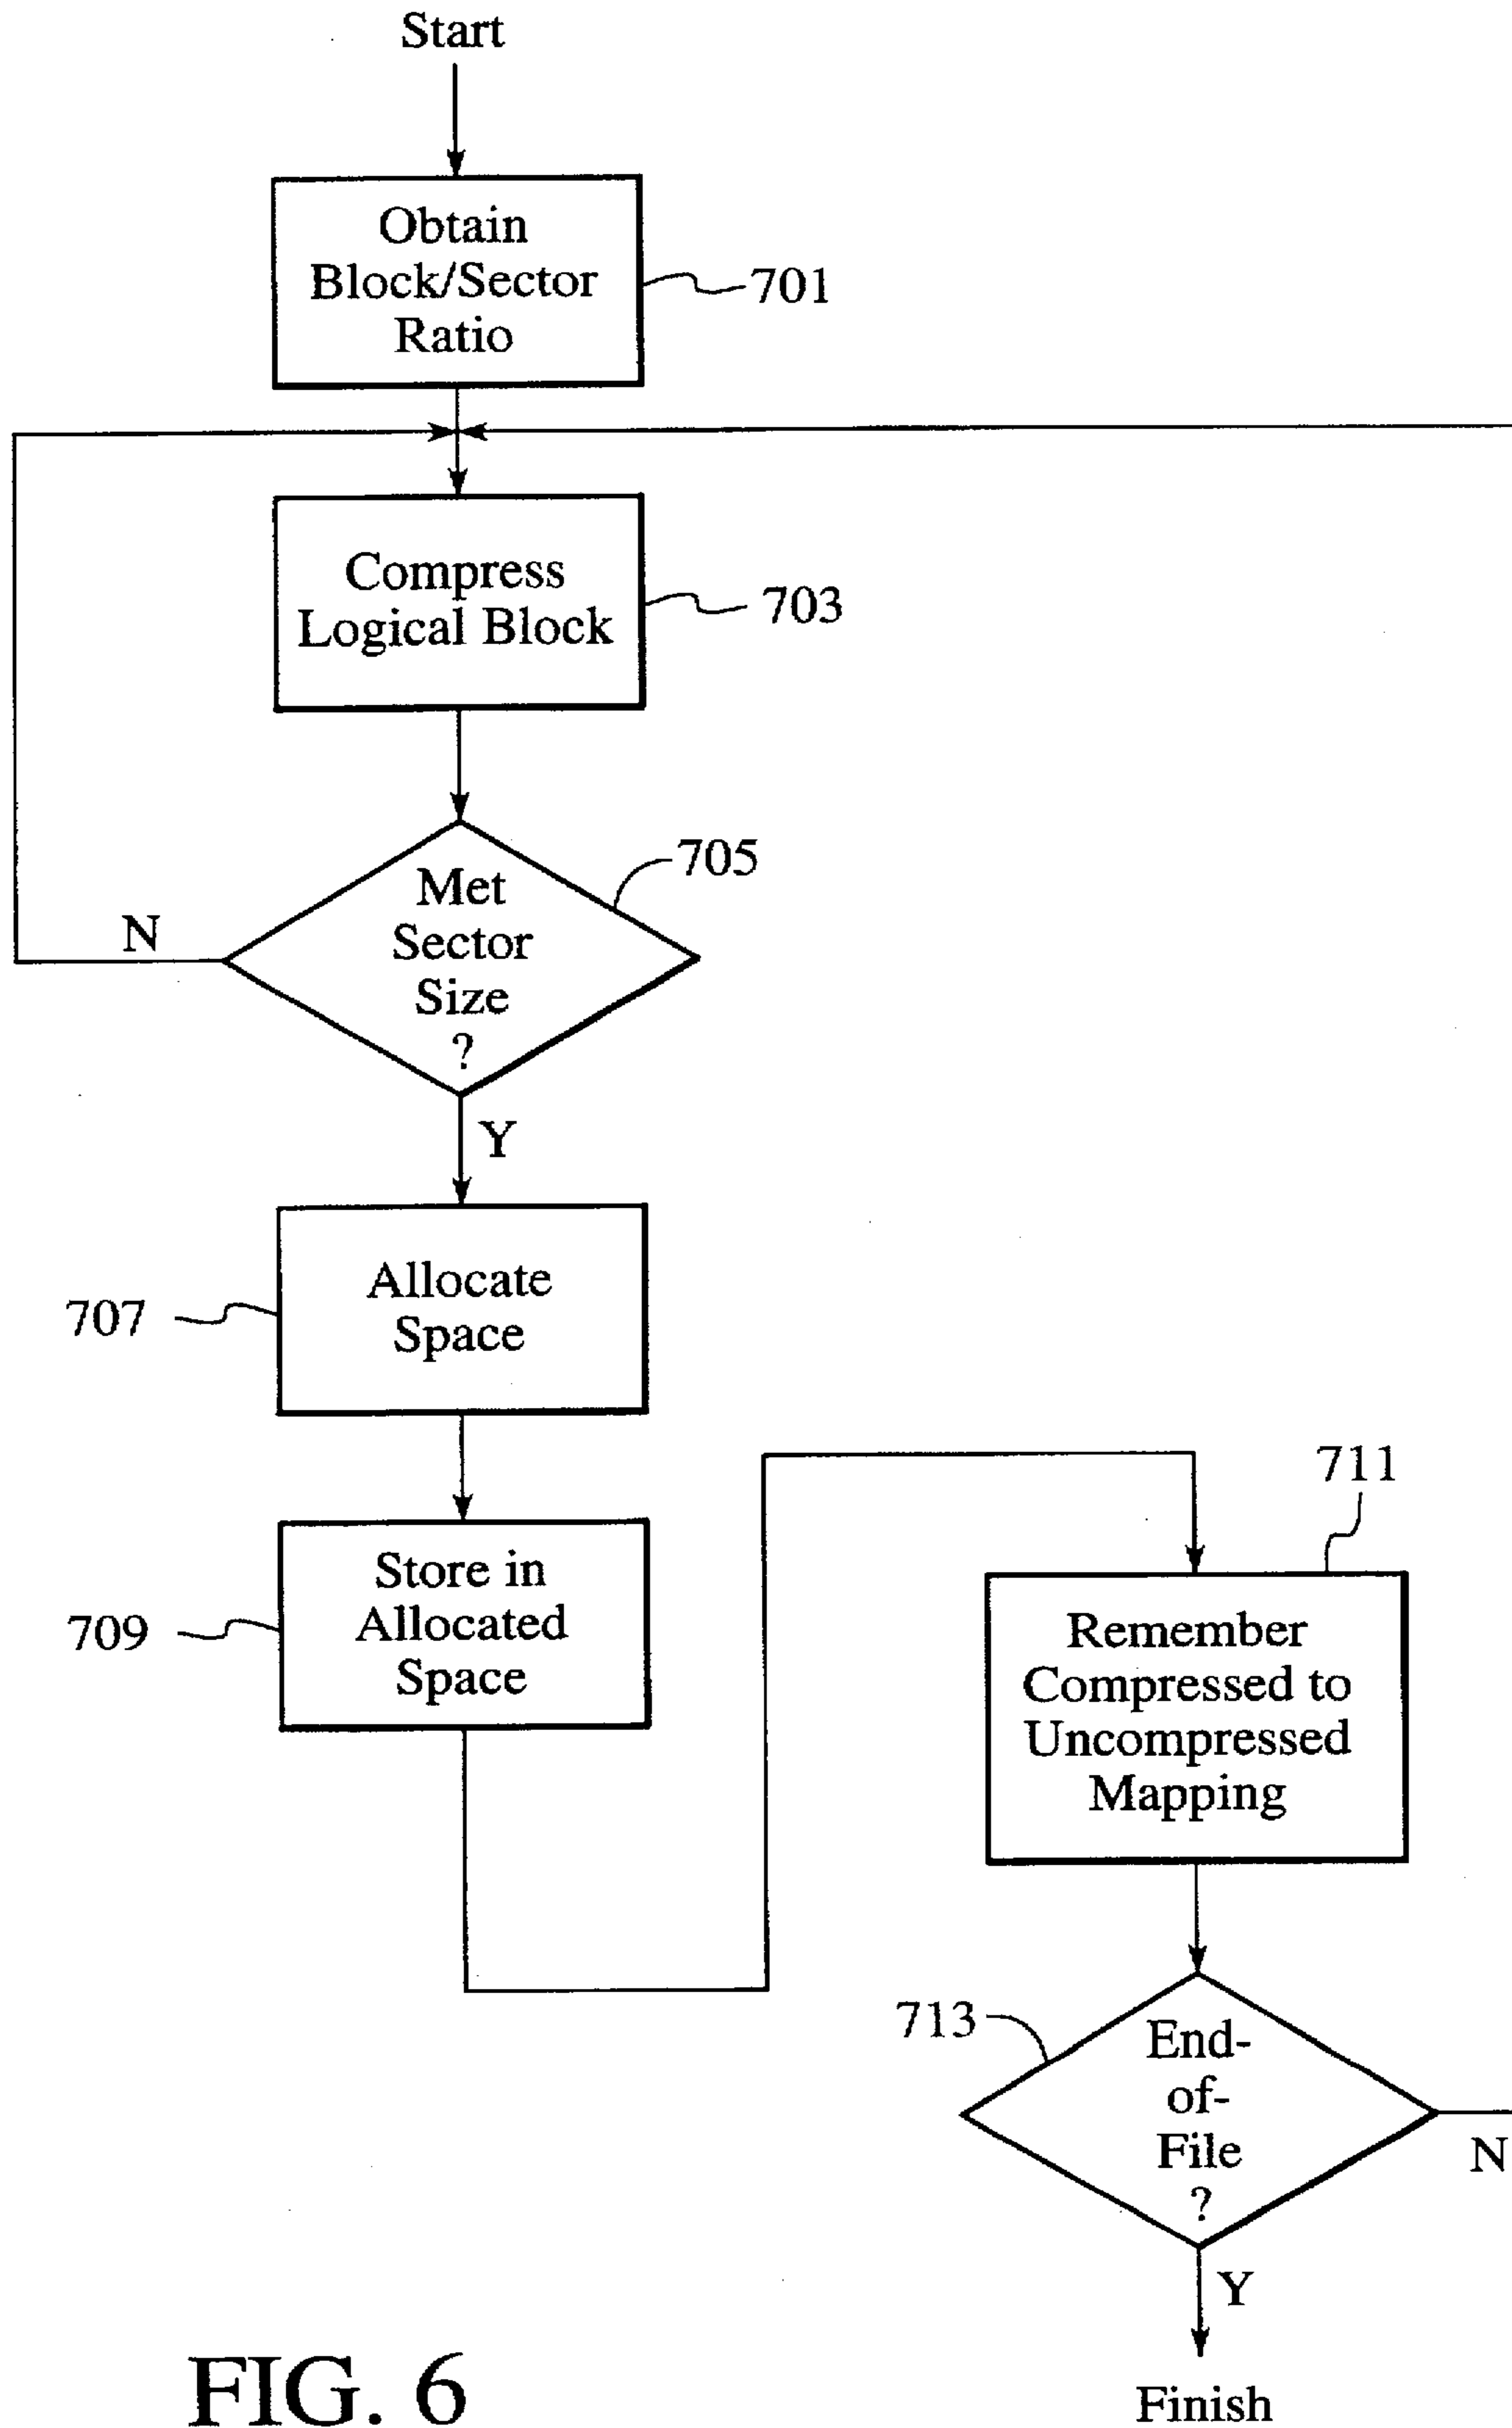 Start
Obtain
Block/Sector
Ratio
701
Compress
Logical Block
703
705
Met
Sector
Size
?
N
Y
Allocate
Space
707
Store in
Allocated
Space
709
711
Remember
Compressed to
Uncompressed
Mapping
713
End-
of-
File
?
N
Y
Finish
FIG. 6